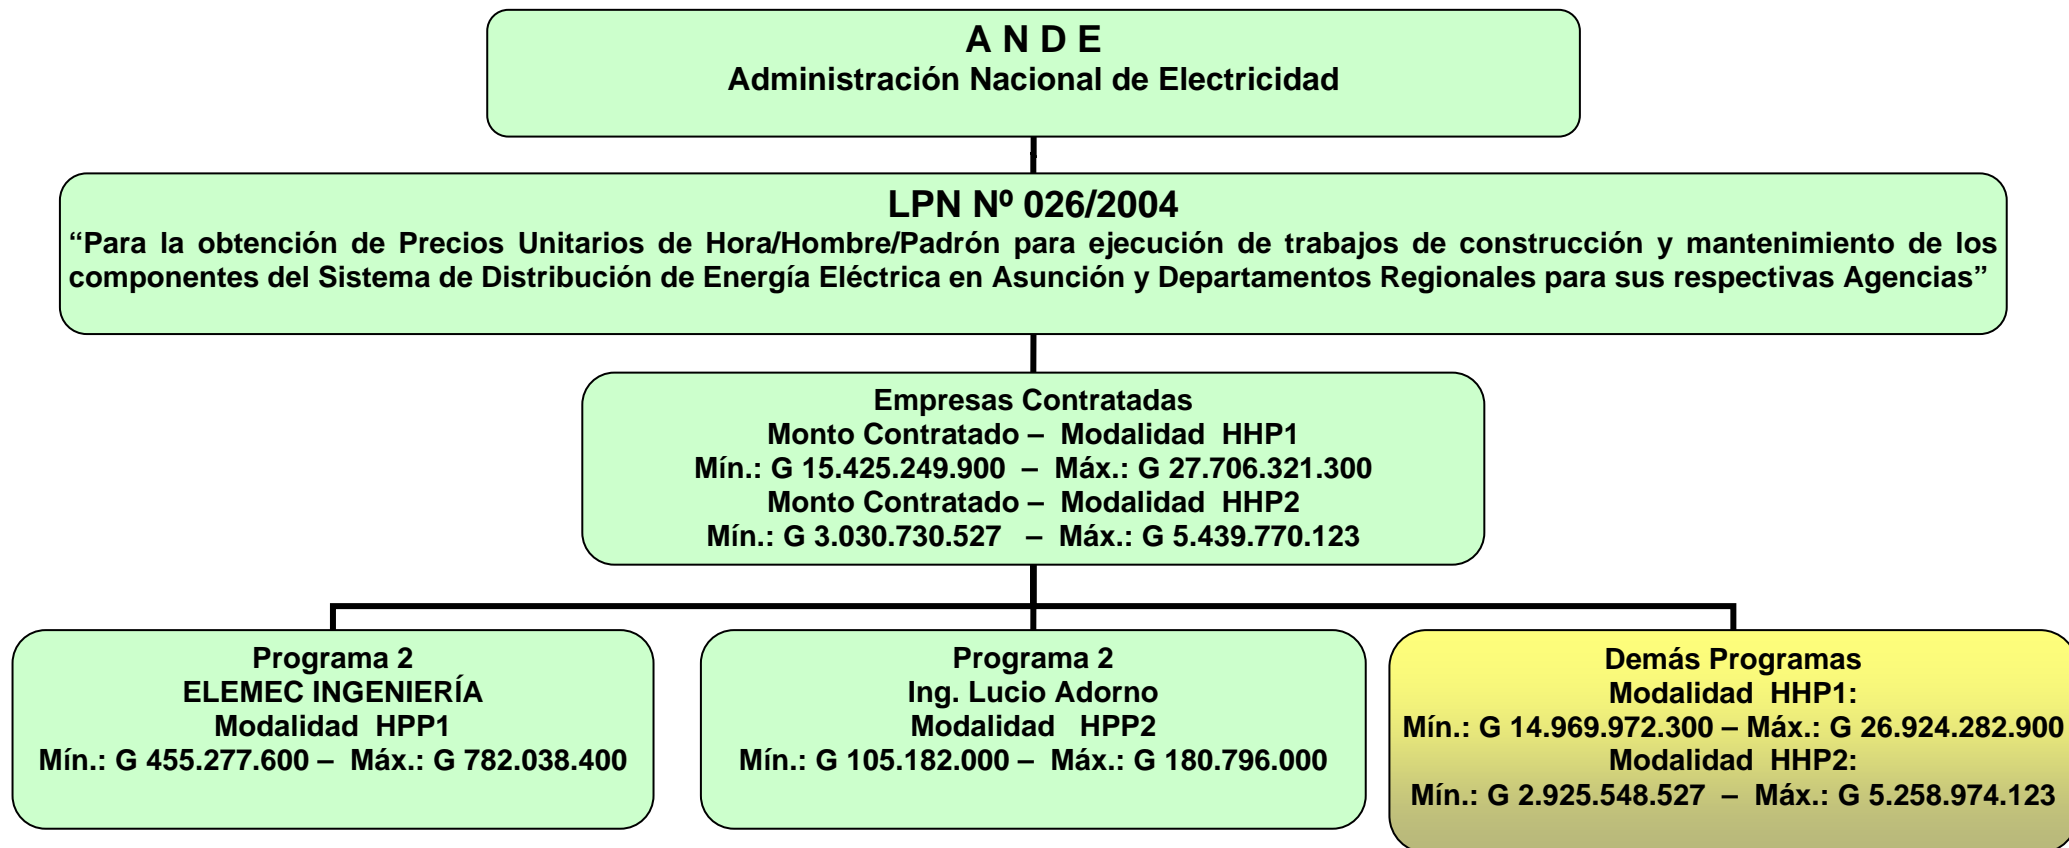 A N D E
Administración Nacional de Electricidad
LPN Nº 026/2004
“Para la obtención de Precios Unitarios de Hora/Hombre/Padrón para ejecución de trabajos de construcción y mantenimiento de los
componentes del Sistema de Distribución de Energía Eléctrica en Asunción y Departamentos Regionales para sus respectivas Agencias”
Empresas Contratadas
Monto Contratado – Modalidad HHP1
Mín.: G 15.425.249.900 – Máx.: G 27.706.321.300
Monto Contratado – Modalidad HHP2
Mín.: G 3.030.730.527 – Máx.: G 5.439.770.123
Programa 2
ELEMEC INGENIERÍA
Modalidad HPP1
Mín.: G 455.277.600 – Máx.: G 782.038.400
Programa 2
Ing. Lucio Adorno
Modalidad HPP2
Mín.: G 105.182.000 – Máx.: G 180.796.000
Demás Programas
Modalidad HHP1:
Mín.: G 14.969.972.300 – Máx.: G 26.924.282.900
Modalidad HHP2:
Mín.: G 2.925.548.527 – Máx.: G 5.258.974.123